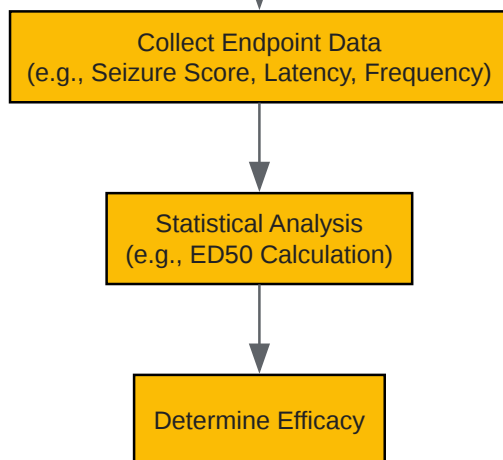 Collect Endpoint Data
(e.g., Seizure Score, Latency, Frequency)
Statistical Analysis
(e.g., ED50 Calculation)
Determine Efficacy